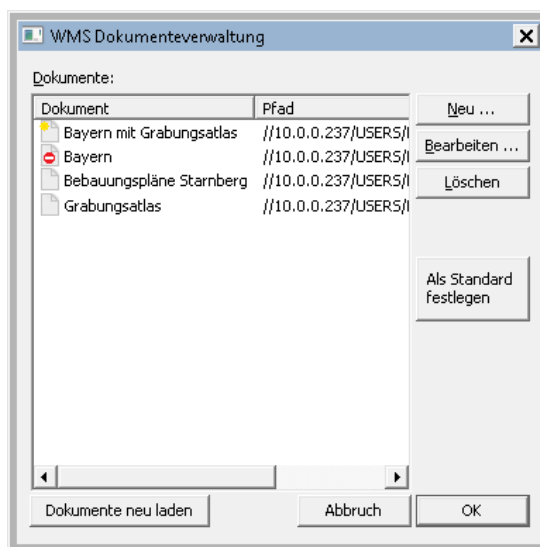 WMS Dokumenteverwaltung
Dokumente:
Dokument Pfad
Bayern mit Grabungsatlas //10.0.0.237/USERS/
Bayern //10.0.0.237/USERS/
Bebauungspläne Starnberg //10.0.0.237/USERS/
Grabungsatlas //10.0.0.237/USERS/
Neu ...
Bearbeiten ...
Löschen
Als Standard
festlegen
Dokumente neu laden
Abbruch
OK